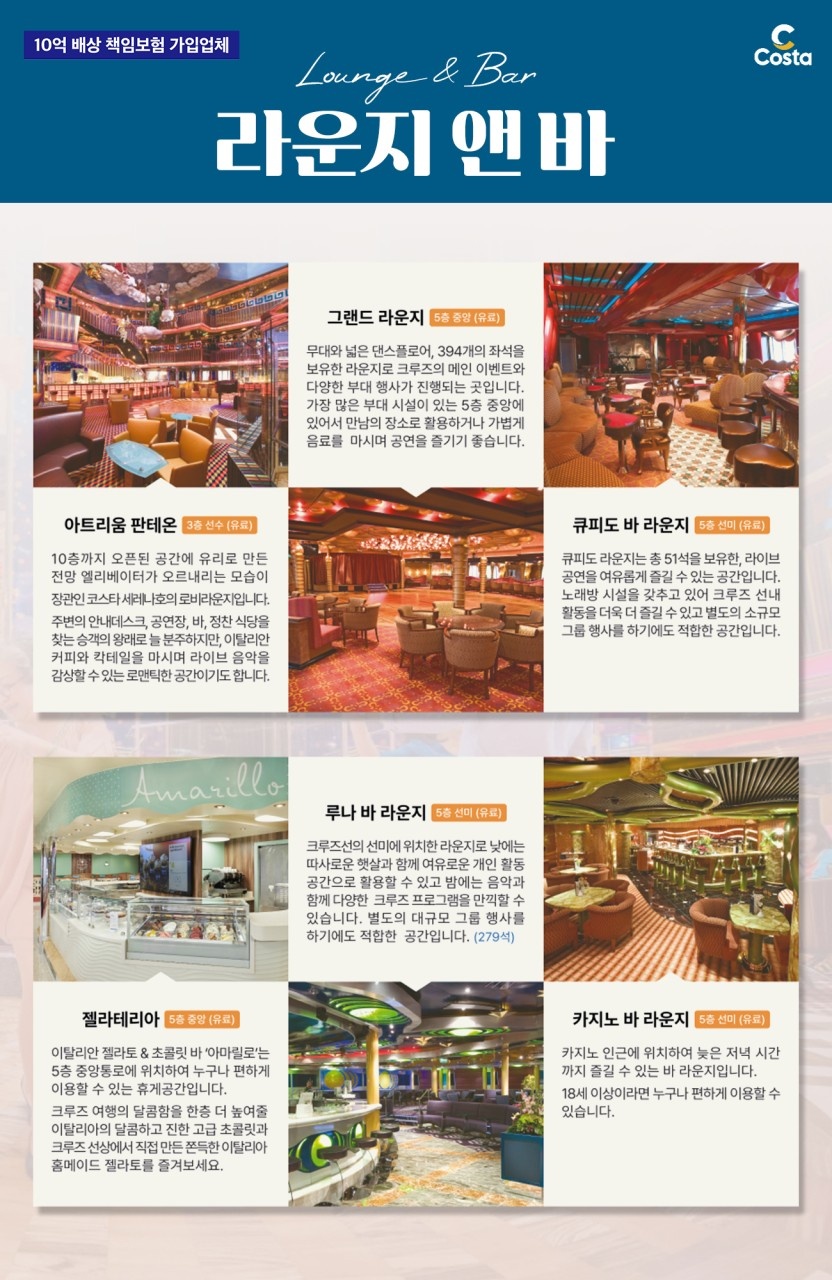 10억 배상 책임보험 가입업체
Costa
Lounge & Bar
라운지 앤 바
그랜드 라운지 5층 중앙 (유료)
무대와 넓은 댄스플로어, 394개의 좌석을
보유한 라운지로 크루즈의 메인 이벤트와
다양한 부대 행사가 진행되는 곳입니다.
가장 많은 부대 시설이 있는 5층 중앙에
있어서 만남의 장소로 활용하거나 가볍게
음료를 마시며 공연을 즐기기 좋습니다.
아트리움 판테온 3층 선수 (유료)
10층까지 오픈된 공간에 유리로 만든
전망 엘리베이터가 오르내리는 모습이
장관인 코스타 세레나호의 로비라운지입니다.
주변의 안내데스크, 공연장, 바, 정찬 식당을
찾는 승객의 왕래로 늘 분주하지만, 이탈리안
커피와 칵테일을 마시며 라이브 음악을
감상할 수 있는 로맨틱한 공간이기도 합니다.
큐피도 바 라운지 5층 선미 (유료)
큐피도 라운지는 총 51석을 보유한, 라이브
공연을 여유롭게 즐길 수 있는 공간입니다.
노래방 시설을 갖추고 있어 크루즈 선내
활동을 더욱 더 즐길 수 있고 별도의 소규모
그룹 행사를 하기에도 적합한 공간입니다.
Amarillo
루나 바 라운지 5층 선미 (유료)
크루즈선의 선미에 위치한 라운지로 낮에는
따사로운 햇살과 함께 여유로운 개인 활동
공간으로 활용할 수 있고 밤에는 음악과
함께 다양한 크루즈 프로그램을 만끽할 수
있습니다. 별도의 대규모 그룹 행사를
하기에도 적합한 공간입니다. (279석)
젤라테리아 5층 중앙 (유료)
이탈리안 젤라토 & 초콜릿 바 ‘아마릴로’는
5층 중앙통로에 위치하여 누구나 편하게
이용할 수 있는 휴게공간입니다.
크루즈 여행의 달콤함을 한층 더 높여줄
이탈리아의 달콤하고 진한 고급 초콜릿과
크루즈 선상에서 직접 만든 쫀득한 이탈리아
홈메이드 젤라토를 즐겨보세요.
카지노 바 라운지 5층 선미 (유료)
카지노 인근에 위치하여 늦은 저녁 시간
까지 즐길 수 있는 바 라운지입니다.
18세 이상이라면 누구나 편하게 이용할 수
있습니다.